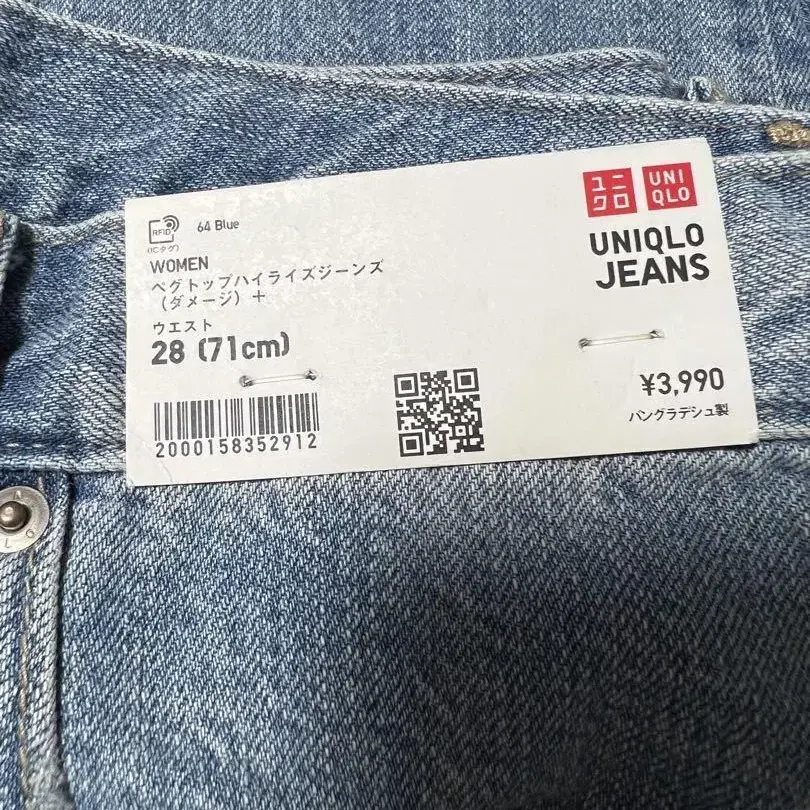 RFID
(ICタグ)
64 Blue
WOMEN
ペグトップハイライズジーンズ
（ダメージ）＋
ウエスト
28 (71cm)
2000158352912
ユニ
クロ
UNI
QLO
UNIQLO
JEANS
¥3,990
バングラデシュ製